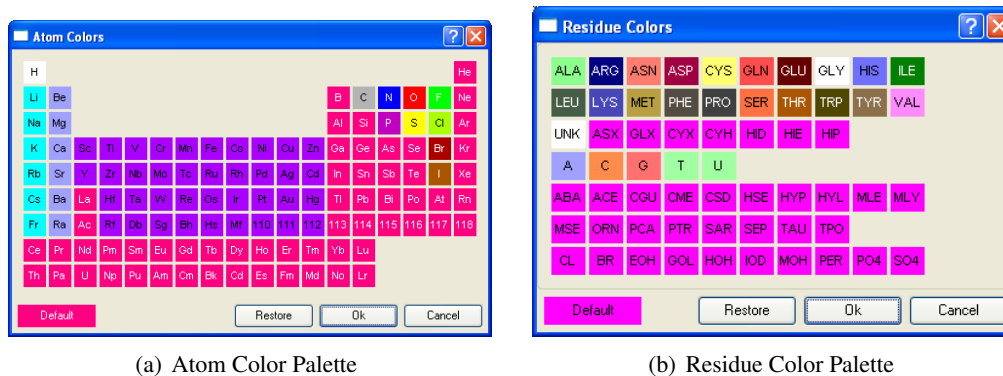 Atom Colors
H He
Li Be B C N O F Ne
Na Mg Al Si P S Cl Ar
K Ca Sc Ti V Cr Mn Fe Co Ni Cu Zn Ga Ge As Se Br Kr
Rb Sr Y Zr Nb Mo Tc Ru Rh Pd Ag Cd In Sn Sb Te I Xe
Cs Ba La Hf Ta W Re Os Ir Pt Au Hg Tl Pb Bi Po At Rn
Fr Ra Ac Rf Db Sg Bh Hs Mt 110 111 112 113 114 115 116 117 118
Ce Pr Nd Pm Sm Eu Gd Tb Dy Ho Er Tm Yb Lu
Th Pa U Np Pu Am Cm Bk Cd Es Fm Md No Lr
Default Restore Ok Cancel
(a) Atom Color Palette
Residue Colors
ALA ARG ASN ASP CYS GLN GLU GLY HIS ILE
LEU LYS MET PHE PRO SER THR TRP TYR VAL
UNK ASX GLX CYX CYH HID HIE HIP
A C G T U
ABA ACE CGU CME CSD HSE HYP HYL MLE MLY
MSE ORN PCA PTR SAR SEP TAU TPO
CL BR EOH GOL HOH IOD MOH PER PO4 SO4
Default Restore Ok Cancel
(b) Residue Color Palette